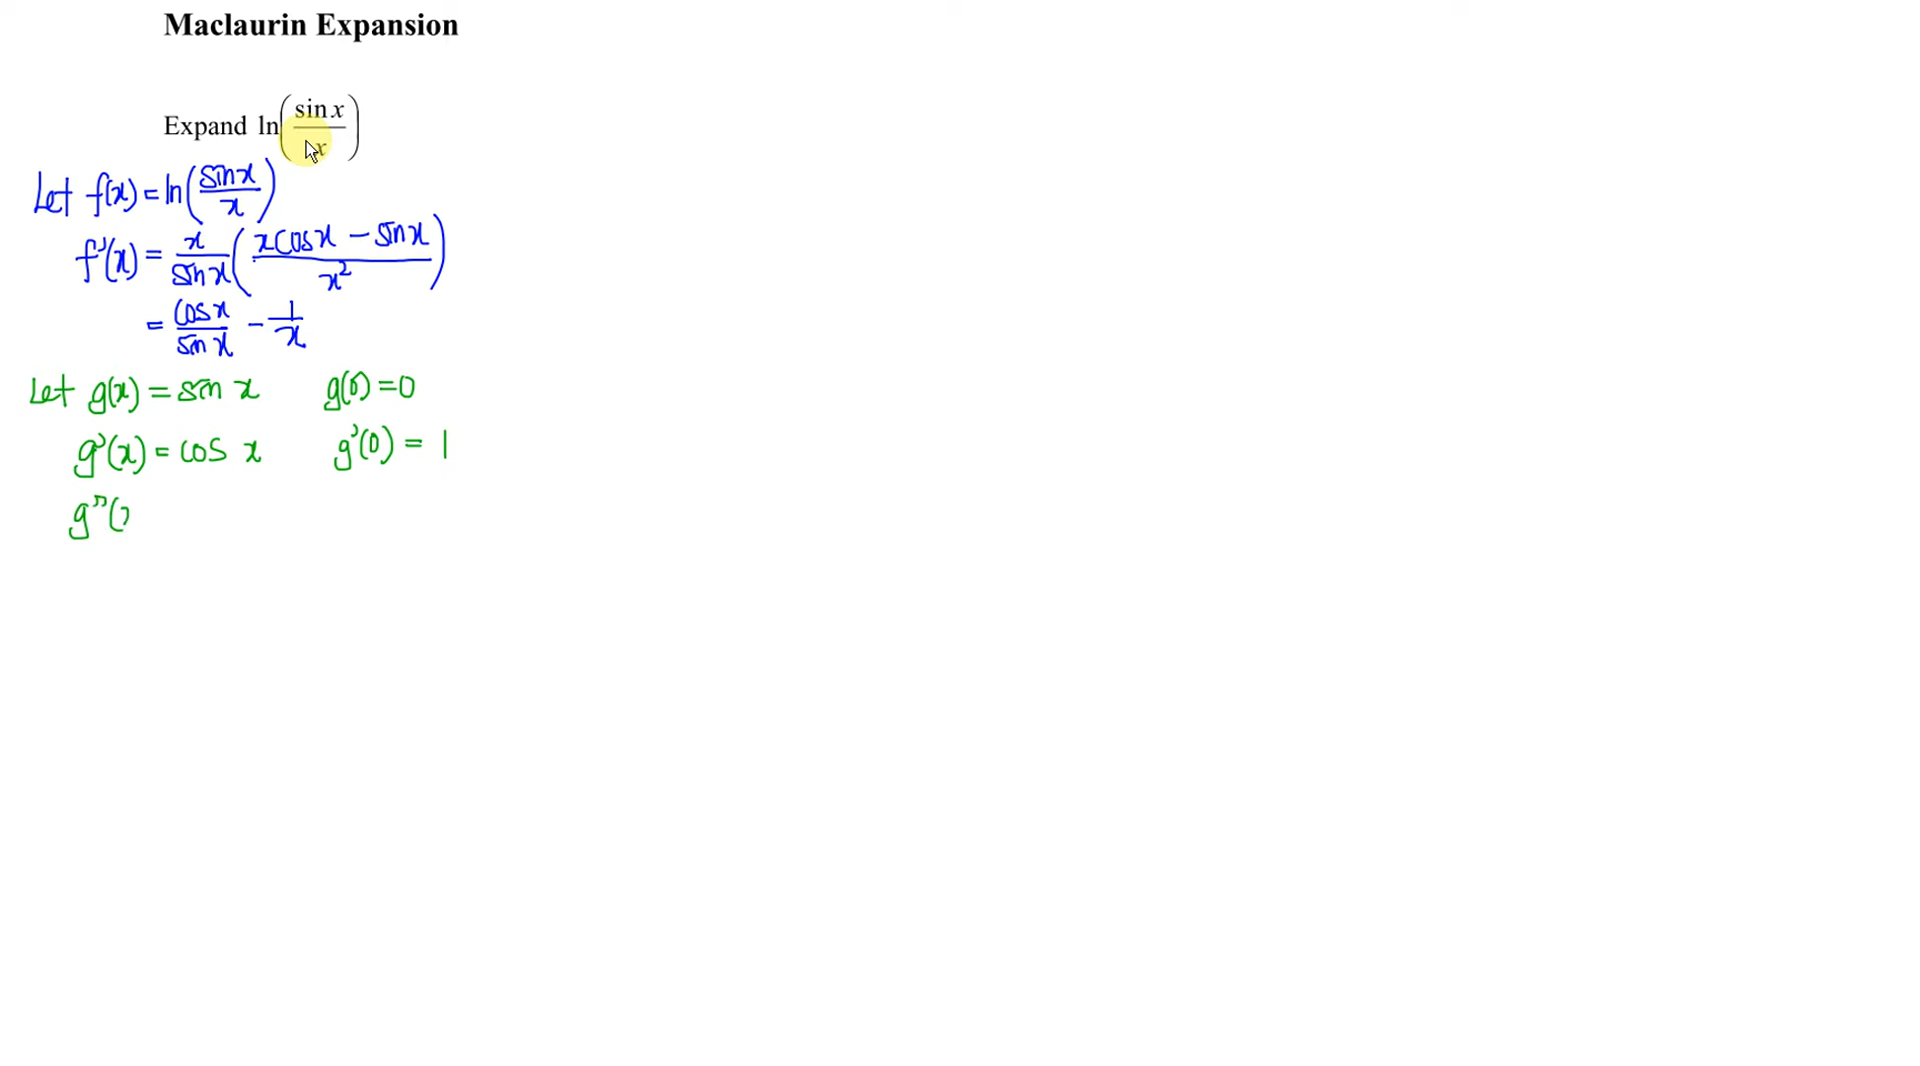 Maclaurin Expansion
Expand ln(sin x / x)
Let f(x) = ln(sin x / x)
f'(x) = x / sin x (x cos x − sin x / x²)
= cos x / sin x − 1 / x
Let g(x) = sin x g(0) = 0
g'(x) = cos x g'(0) = 1
g''(